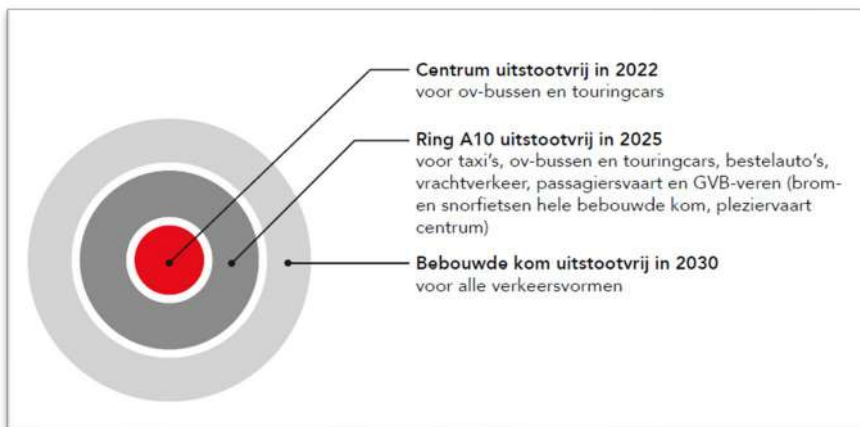 Centrum uitstootvrij in 2022
voor ov-bussen en touringcars
Ring A10 uitstootvrij in 2025
voor taxi's, ov-bussen en touringcars, bestelauto's,
vrachtverkeer, passagiersvaart en GVB-veren (brom-
en snorfietsen hele bebouwde kom, pleziervaart
centrum)
Bebouwde kom uitstootvrij in 2030
voor alle verkeersvormen